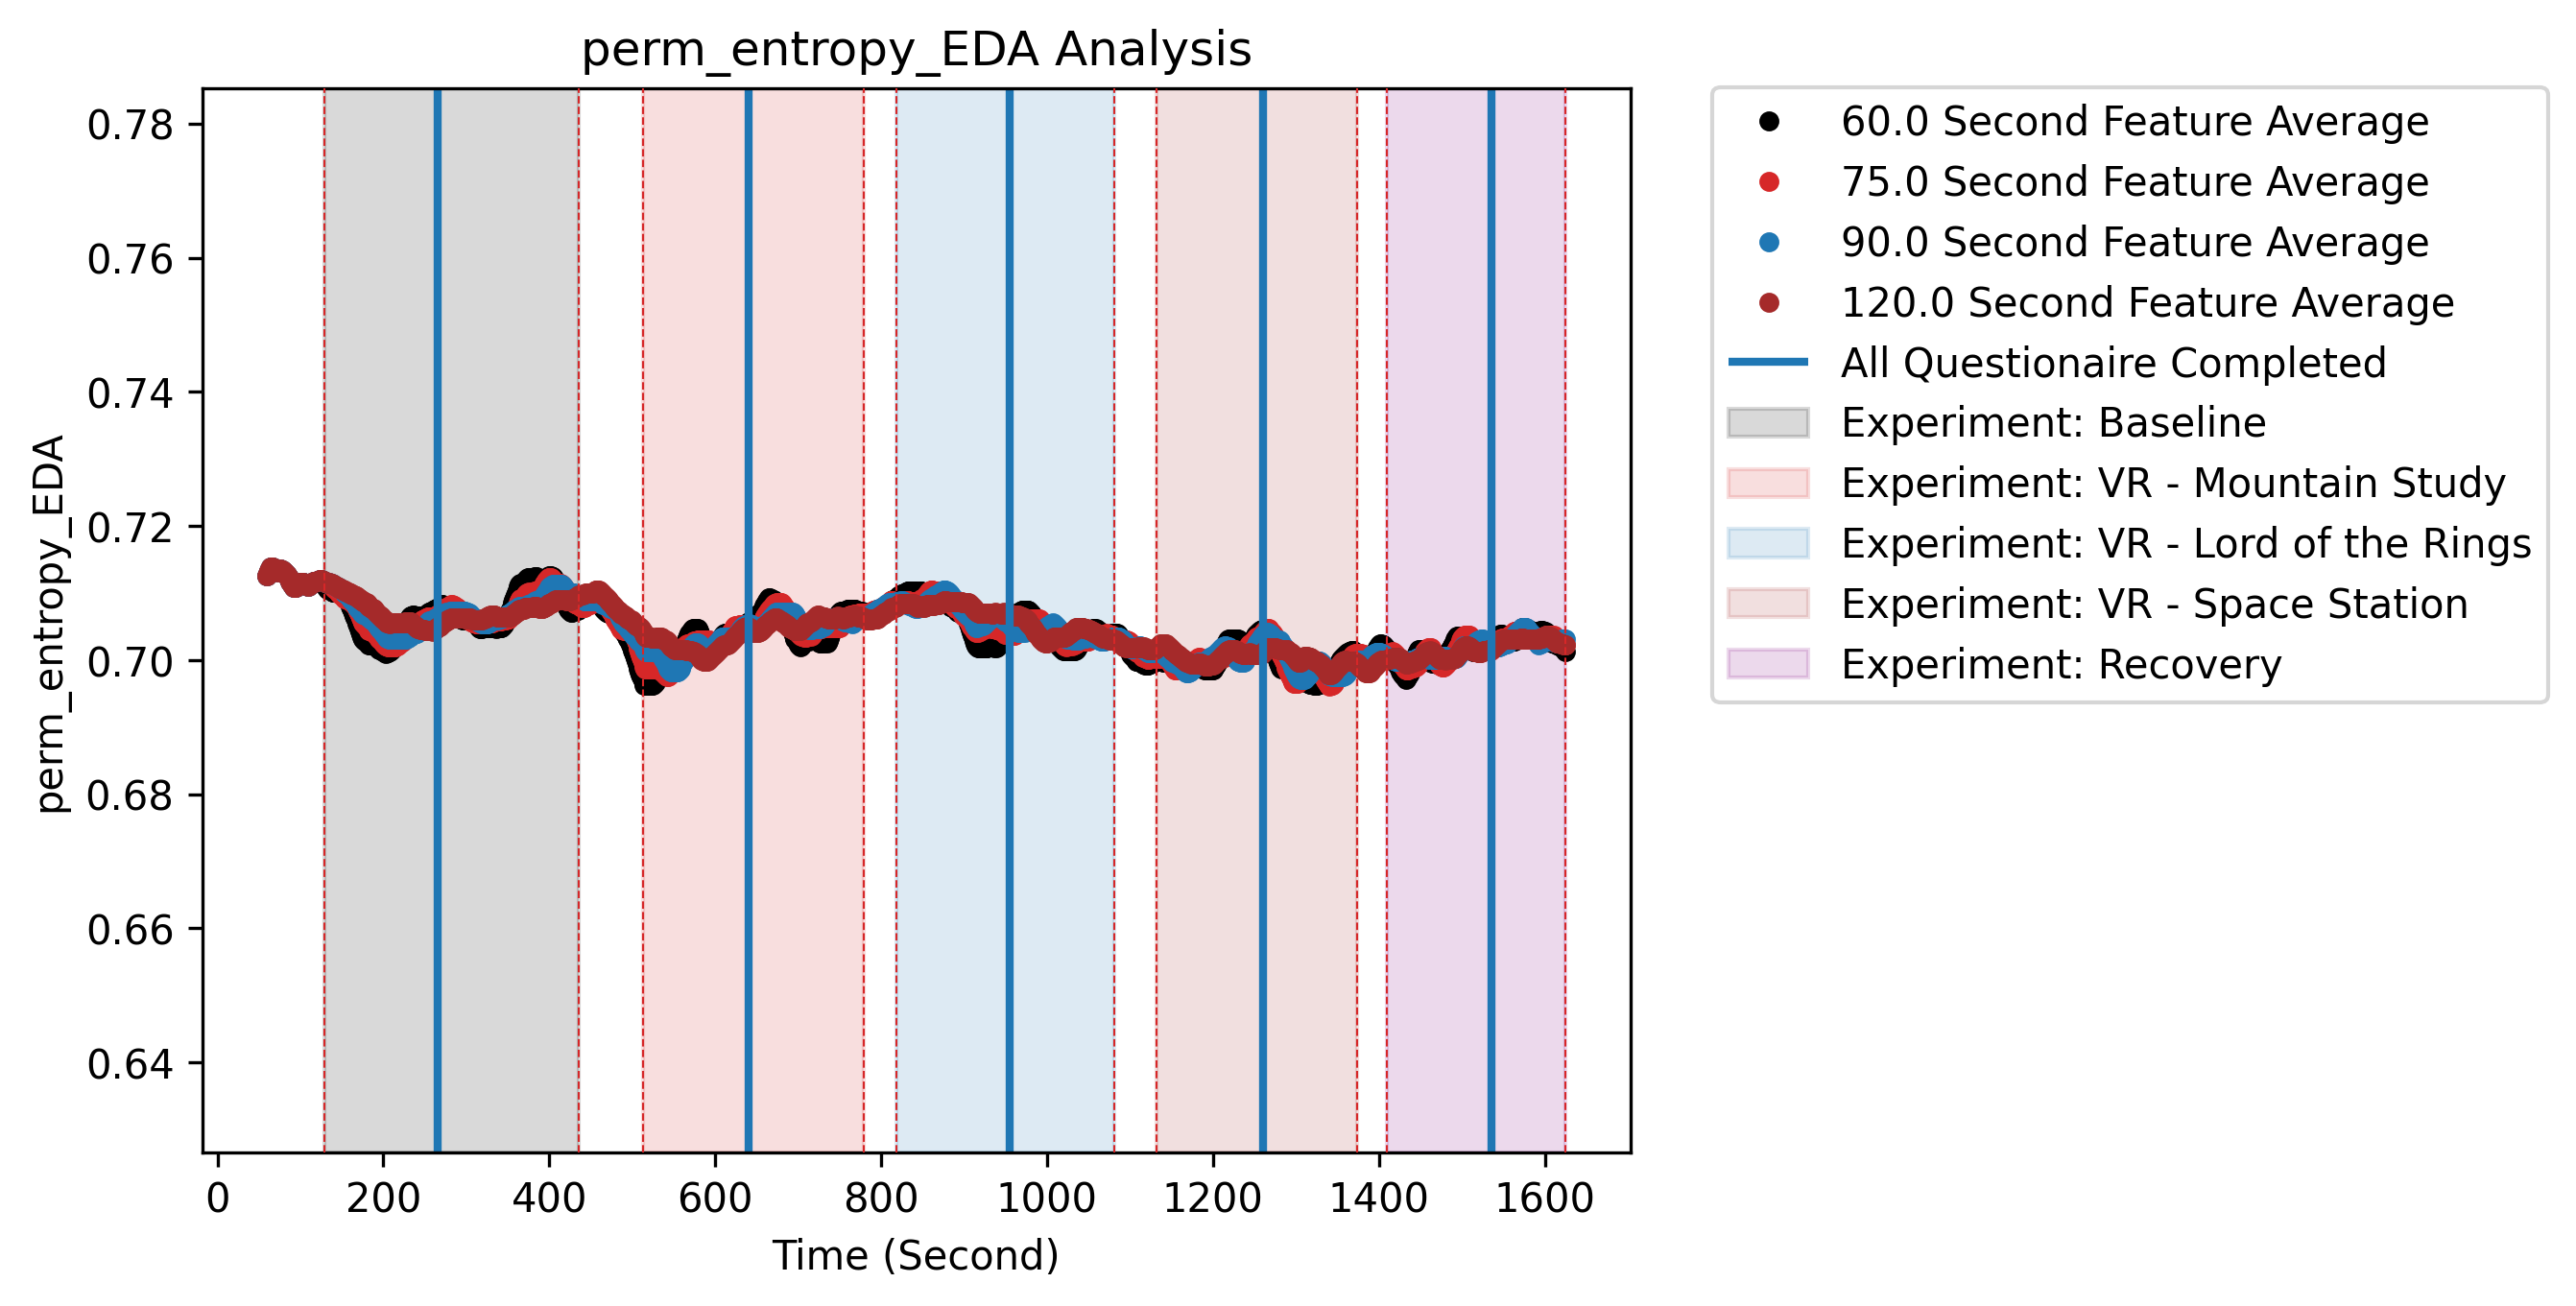 perm_entropy_EDA Analysis
perm_entropy_EDA
0.78
0.76
0.74
0.72
0.70
0.68
0.66
0.64
0 200 400 600 800 1000 1200 1400 1600
Time (Second)
60.0 Second Feature Average
75.0 Second Feature Average
90.0 Second Feature Average
120.0 Second Feature Average
All Questionaire Completed
Experiment: Baseline
Experiment: VR - Mountain Study
Experiment: VR - Lord of the Rings
Experiment: VR - Space Station
Experiment: Recovery